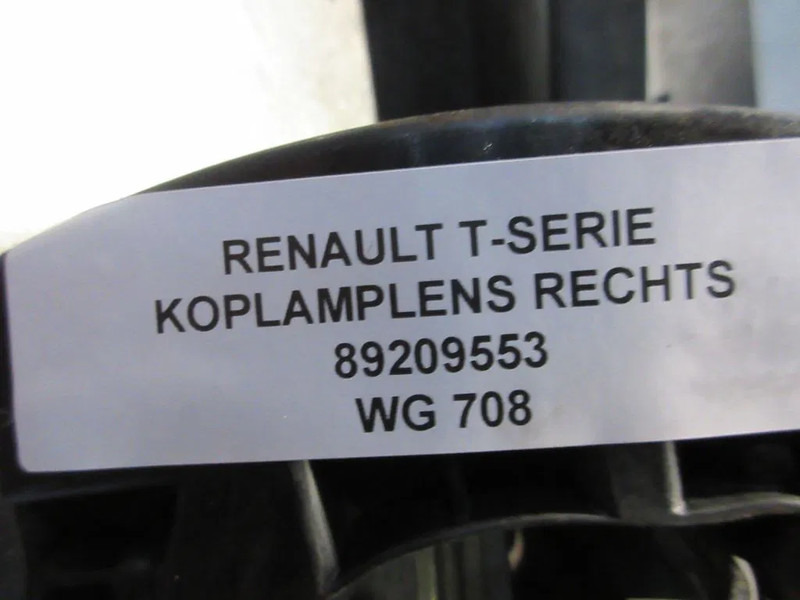 RENAULT T-SERIE
KOPLAMPLENS RECHTS
89209553
WG 708